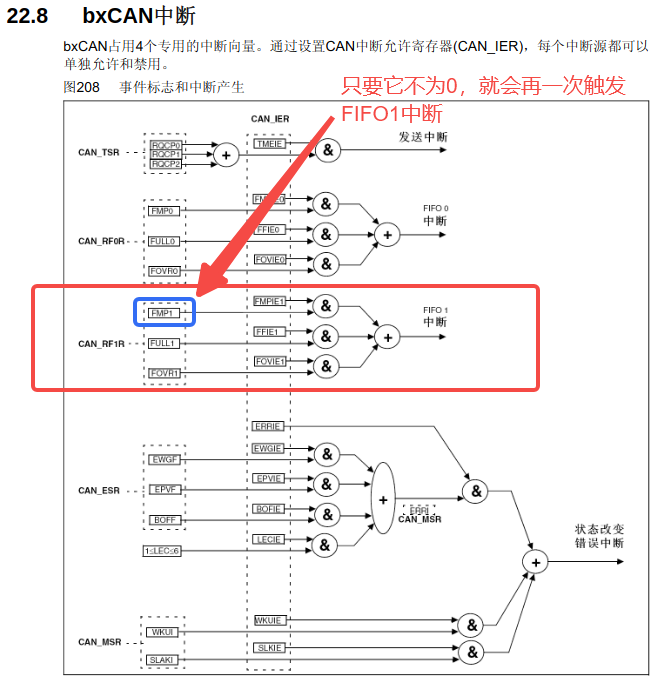 22.8 bxCAN中断
bxCAN占用4个专用的中断向量。通过设置CAN中断允许寄存器(CAN_IER)，每个中断源都可以
单独允许和禁用。
图208 事件标志和中断产生
只要它不为0，就会再一次触发
FIFO1中断
CAN_IER
CAN_TSR
RQCP0
RQCP1
RQCP2
+
TMEIE
&
发送中断
CAN_RF0R
FMP0
&
FIFO 0
中断
FULL0
FFIE0
&
+
FOVR0
FOVIE0
&
CAN_RF1R
FMP1
FMPIE1
&
FIFO 1
中断
FULL1
FFIE1
&
+
FOVR1
FOVIE1
&
ERRIE
CAN_ESR
EWGF
EWGIE
&
EPVF
EPVIE
&
BOFF
BOFIE
&
1≤LEC≤6
LECIE
&
+
ERRI
CAN_MSR
&
状态改变
错误中断
+
CAN_MSR
WKUI
WKUIE
&
SLAKI
SLKIE
&